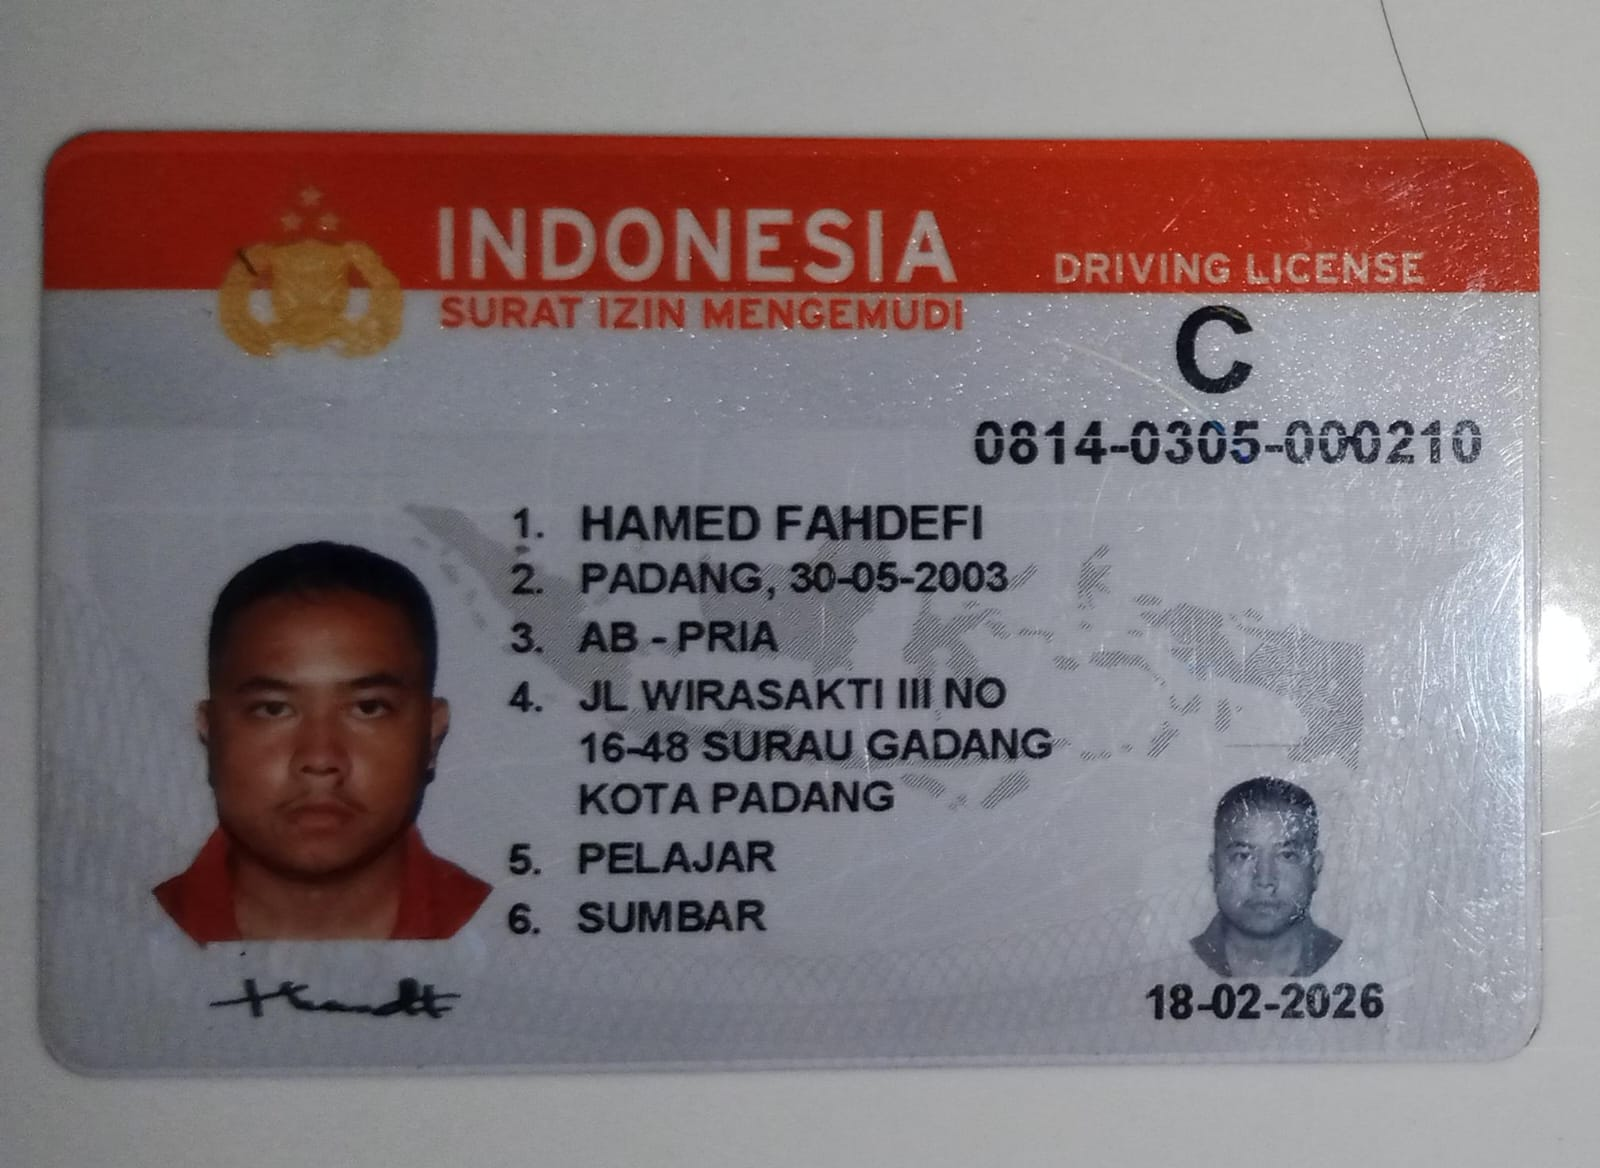 INDONESIA
SURAT IZIN MENGEMUDI
DRIVING LICENSE
C
0814-0305-000210
1. HAMED FAHDEFI
2. PADANG, 30-05-2003
3. AB - PRIA
4. JL WIRASAKTI III NO
16-48 SURAU GADANG
KOTA PADANG
5. PELAJAR
6. SUMBAR
18-02-2026